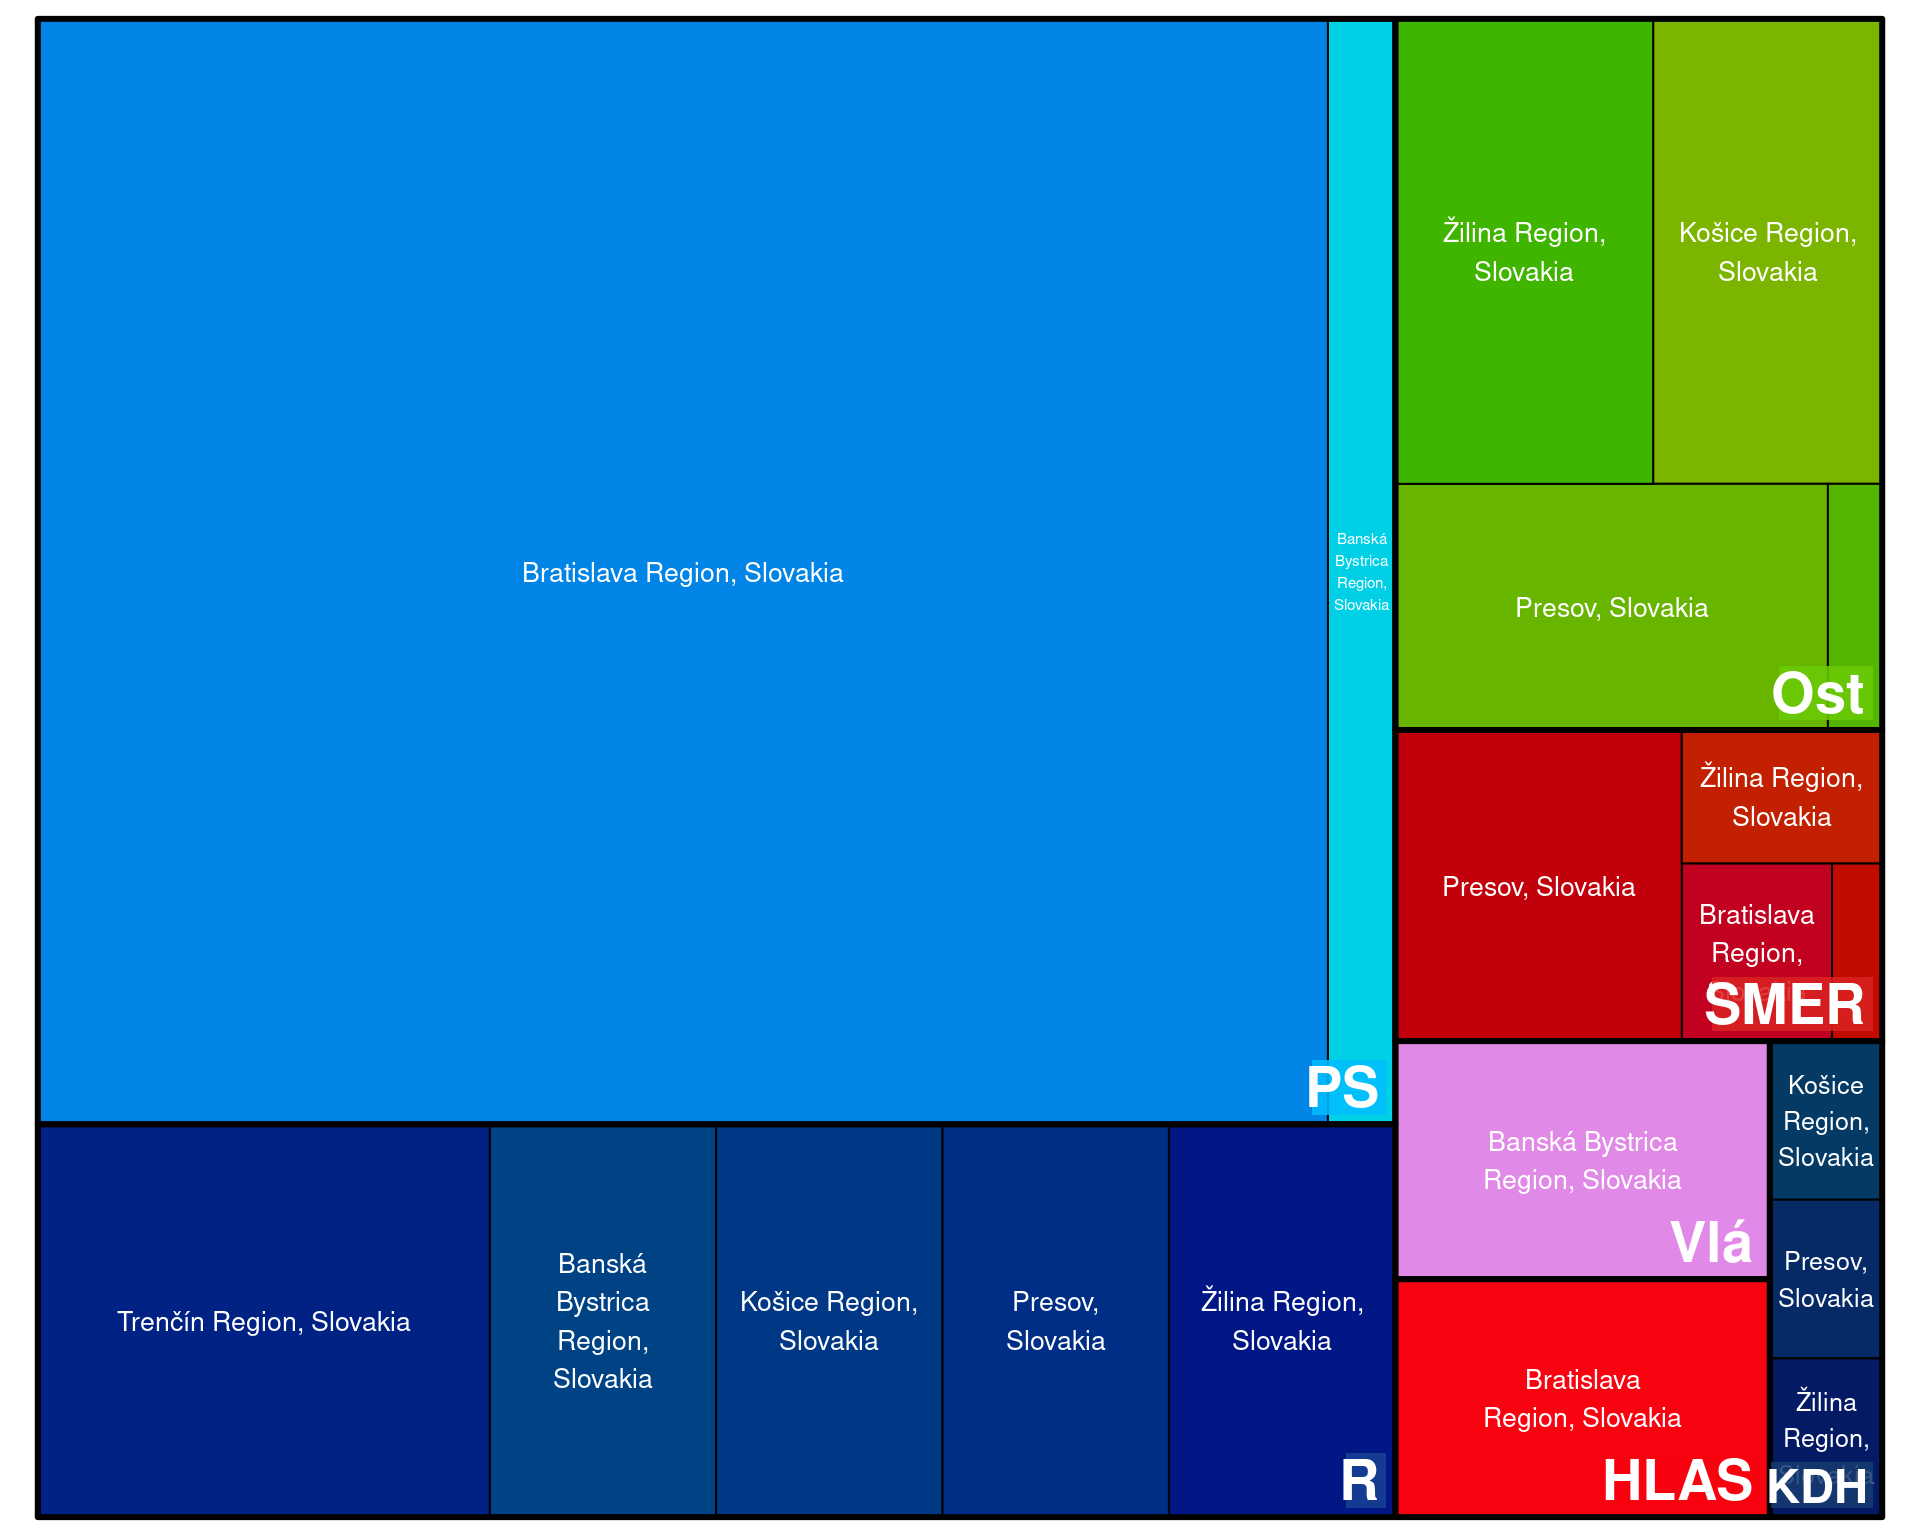 Bratislava Region, Slovakia
Banská
Bystrica
Region,
Slovakia
PS
Trenčín Region, Slovakia
Banská
Bystrica
Region,
Slovakia
Košice Region,
Slovakia
Presov,
Slovakia
Žilina Region,
Slovakia
R
Žilina Region,
Slovakia
Košice Region,
Slovakia
Presov, Slovakia
Ost
Presov, Slovakia
Žilina Region,
Slovakia
Bratislava
Region,
SMER
Banská Bystrica
Region, Slovakia
Vlá
Bratislava
Region, Slovakia
HLAS
Košice
Region,
Slovakia
Presov,
Slovakia
Žilina
Region,
Slovakia
KDH